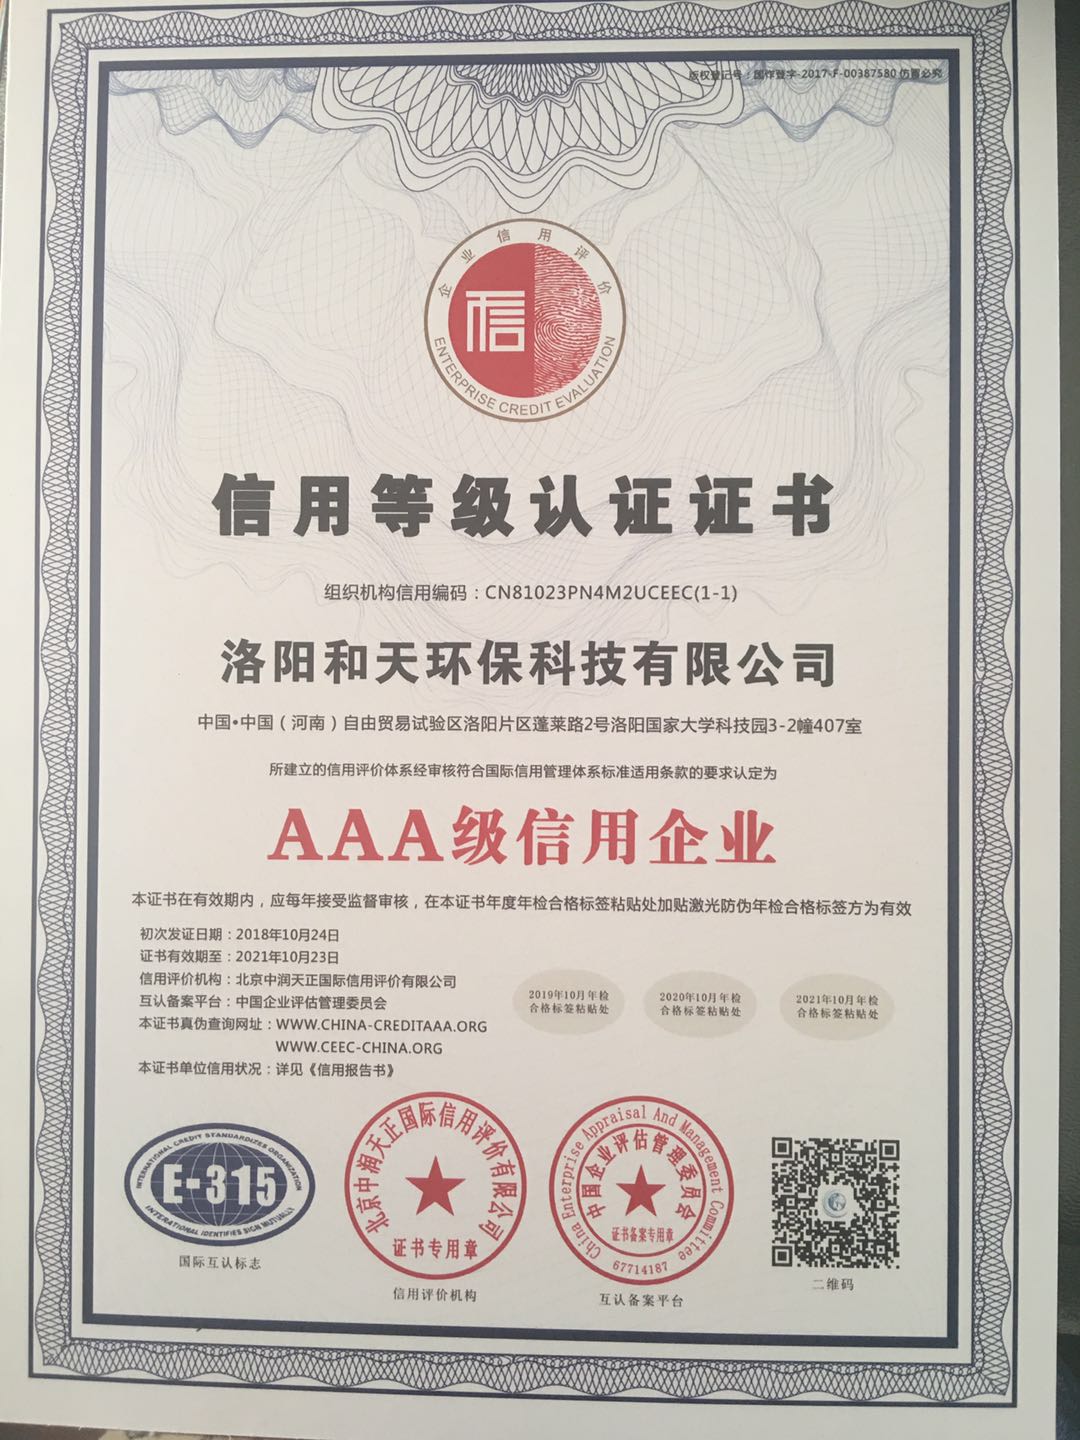 版权登记号：国作登字-2017-F-00387580 仿冒必究
企业信用评价
信
ENTERPRISE CREDIT EVALUATION
信用等级认证证书
组织机构信用编码：CN81023PN4M2UCEEC(1-1)
洛阳和天环保科技有限公司
中国•中国（河南）自由贸易试验区洛阳片区蓬莱路2号洛阳国家大学科技园3-2幢407室
所建立的信用评价体系经审核符合国际信用管理体系标准适用条款的要求认定为
AAA级信用企业
本证书在有效期内，应每年接受监督审核，在本证书年度年检合格标签粘贴处加贴激光防伪年检合格标签方为有效
初次发证日期：2018年10月24日
证书有效期至：2021年10月23日
信用评价机构：北京中润天正国际信用评价有限公司
互认备案平台：中国企业评估管理委员会
本证书真伪查询网址：WWW.CHINA-CREDITAAA.ORG
WWW.CEEC-CHINA.ORG
本证书单位信用状况：详见《信用报告书》
2019年10月年检
合格标签粘贴处
2020年10月年检
合格标签粘贴处
2021年10月年检
合格标签粘贴处
INTERNATIONAL CREDIT STANDARDIZES ORGANIZATION
E-315
INTERATIONAL IDENTIFIES SIGN MUTUALLY
国际互认标志
北京中润天正国际信用评价有限公司
证书专用章
信用评价机构
China Enterprise Appraisal And Management Committee
中国企业评估管理委员会
证书备案专用章
67714187
互认备案平台
二维码